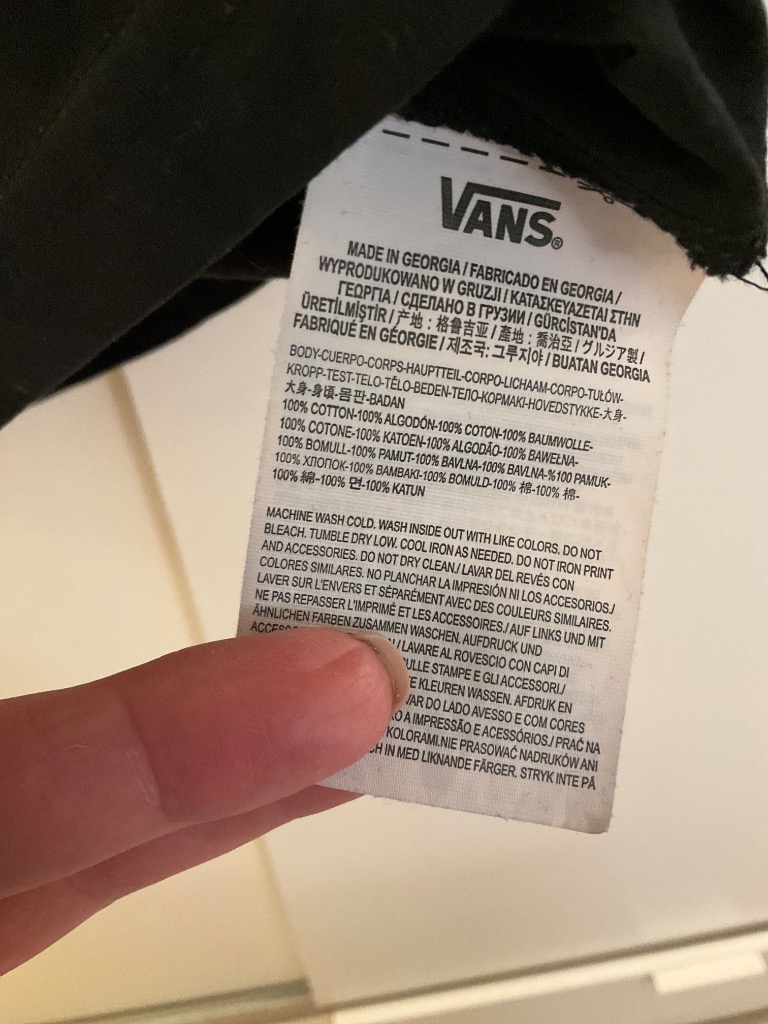 VANS®
MADE IN GEORGIA / FABRICADO EN GEORGIA /
WYPRODUKOWANO W GRUZJI / ΚΑΤΑΣΚΕΥΑΖΕΤΑΙ ΣΤΗΝ
ΓΕΩΡΓΙΑ / СДЕЛАНО В ГРУЗИИ / GÜRCİSTAN'DA
ÜRETİLMİŞTİR / 产地：格鲁吉亚 / 產地：喬治亞 / グルジア製 /
FABRIQUÉ EN GÉORGIE / 제조국: 그루지야 / BUATAN GEORGIA
BODY-CUERPO-CORPS-HAUPTTEIL-CORPO-LICHAAM-CORPO-TUŁÓW-
KROPP-TEST-TELO-TĚLO-BEDEN-ТЕЛО-ΚΟΡΜΑΚΙ-HOVEDSTYKKE-大身-
大身-身頃-몸판-BADAN
100% COTTON-100% ALGODÓN-100% COTON-100% BAUMWOLLE-
100% COTONE-100% KATOEN-100% ALGODÃO-100% BAWEŁNA-
100% BOMULL-100% PAMUT-100% BAVLNA-100% BAVLNA-%100 PAMUK-
100% ХЛОПОК-100% ΒΑΜΒΑΚΙ-100% BOMULD-100% 棉-100% 棉-
100% 綿-100% 면-100% KATUN
MACHINE WASH COLD. WASH INSIDE OUT WITH LIKE COLORS. DO NOT
BLEACH. TUMBLE DRY LOW. COOL IRON AS NEEDED. DO NOT IRON PRINT
AND ACCESSORIES. DO NOT DRY CLEAN./ LAVAR DEL REVÉS CON
COLORES SIMILARES. NO PLANCHAR LA IMPRESIÓN NI LOS ACCESORIOS./
LAVER SUR L'ENVERS ET SÉPARÉMENT AVEC DES COULEURS SIMILAIRES.
NE PAS REPASSER L'IMPRIMÉ ET LES ACCESSOIRES./ AUF LINKS UND MIT
ÄHNLICHEN FARBEN ZUSAMMEN WASCHEN. AUFDRUCK UND
/ LAVARE AL ROVESCIO CON CAPI DI
STAMPE E GLI ACCESSORI./
KLEUREN WASSEN. AFDRUK EN
DO LADO AVESSO E COM CORES
A IMPRESSÃO E ACESSÓRIOS./ PRAĆ NA
KOLORAMI.NIE PRASOWAĆ NADRUKÓW ANI
IN MED LIKNANDE FÄRGER. STRYK INTE PÅ